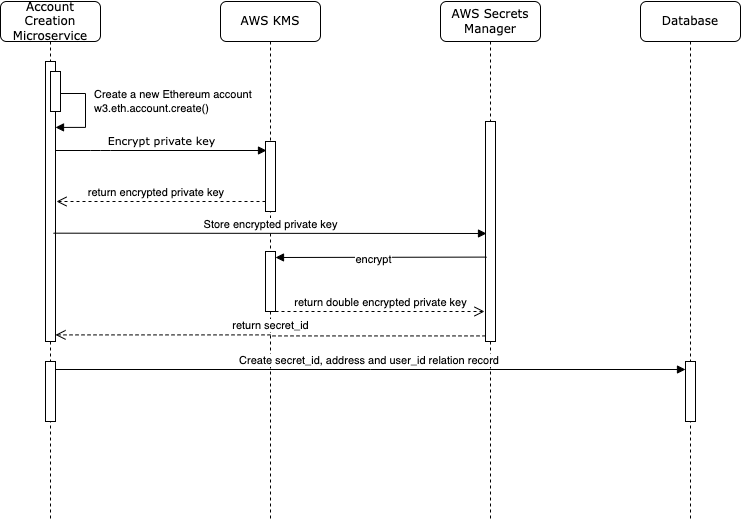 Account
Creation
Microservice
AWS KMS
AWS Secrets
Manager
Database
Create a new Ethereum account
w3.eth.account.create()
Encrypt private key
return encrypted private key
Store encrypted private key
encrypt
return double encrypted private key
return secret_id
Create secret_id, address and user_id relation record